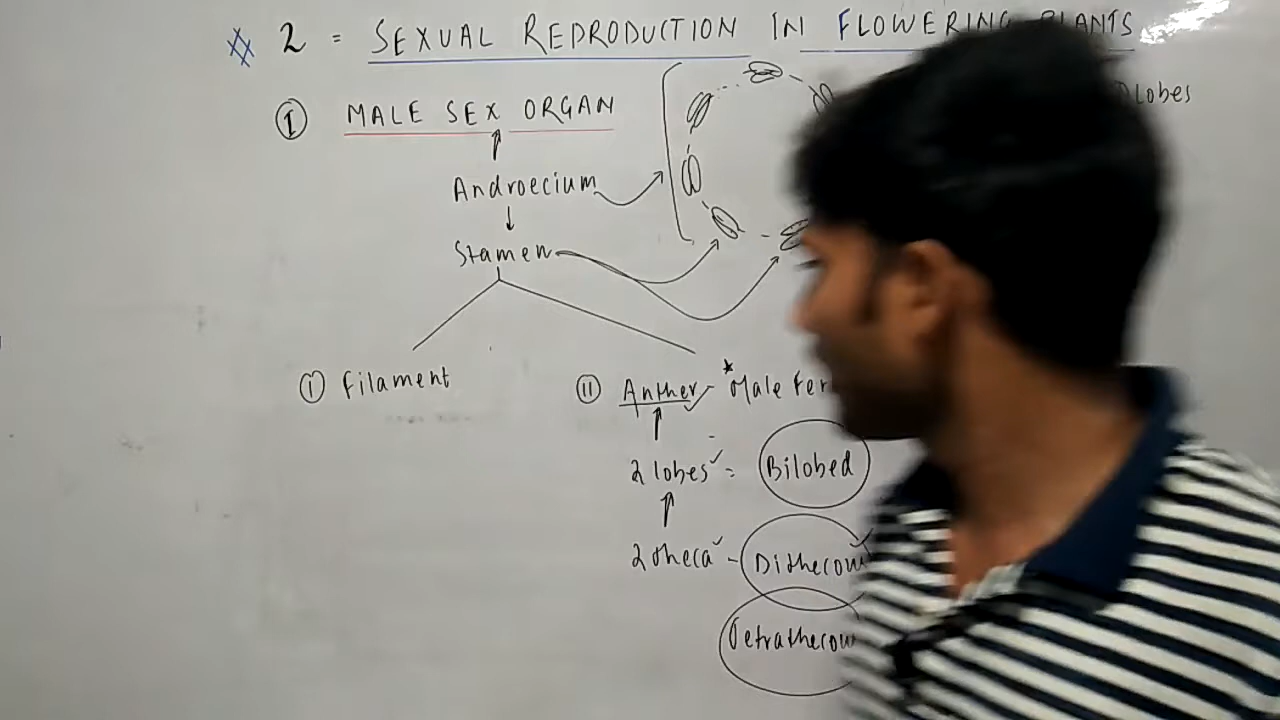 2 = SEXUAL REPRODUCTION IN FLOWERING PLANTS
I MALE SEX ORGAN
Lobes
Androecium
Stamen
I Filament
II Anther - * Male Fer
2 lobes = Bilobed
2 Theca - Dithecou
Tetrathecou